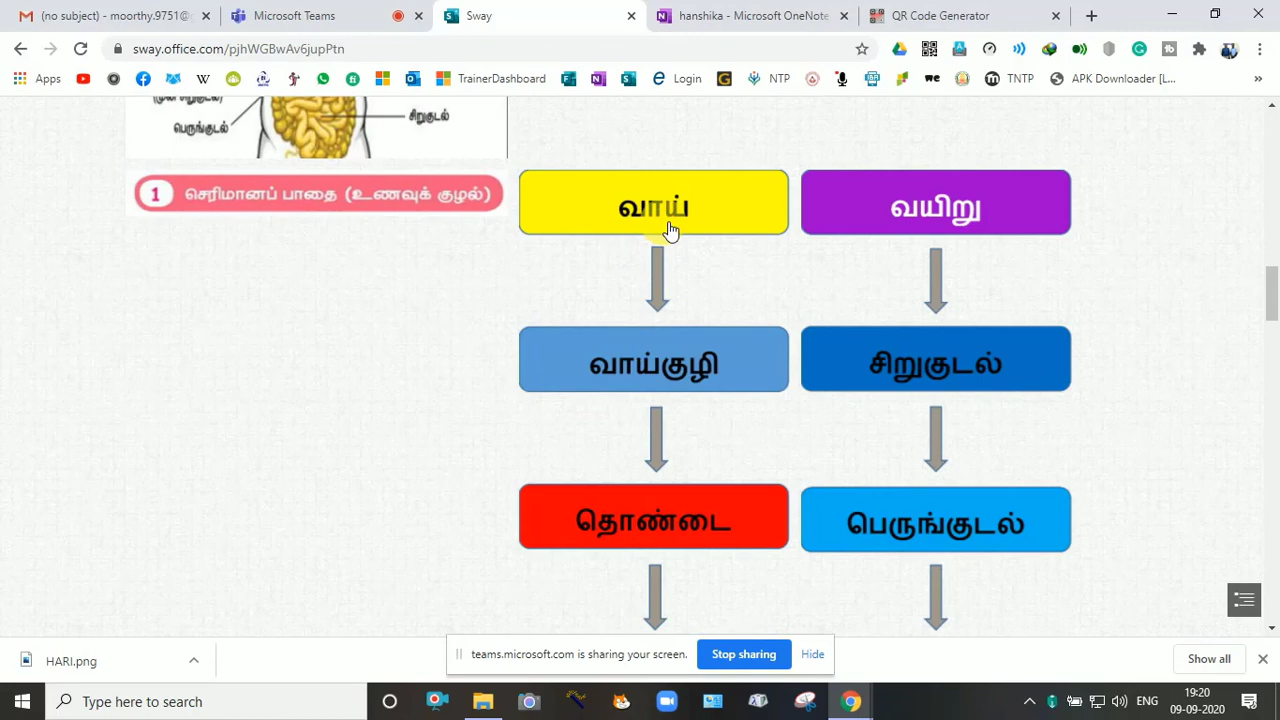 (no subject) - moorthy.9751@
Microsoft Teams
Sway
hanshika - Microsoft OneNote
QR Code Generator
sway.office.com/pjhWGBwAv6jupPtn
Apps
TrainerDashboard
Login
NTP
TNTP
APK Downloader [L...
பெருங்குடல்
சிறுகுடல்
1 செரிமானப் பாதை (உணவுக் குழல்)
வாய்
வயிறு
வாய்குழி
சிறுகுடல்
தொண்டை
பெருங்குடல்
teams.microsoft.com is sharing your screen.
Stop sharing
Hide
HARI.png
Show all
Type here to search
ENG
19:20
09-09-2020